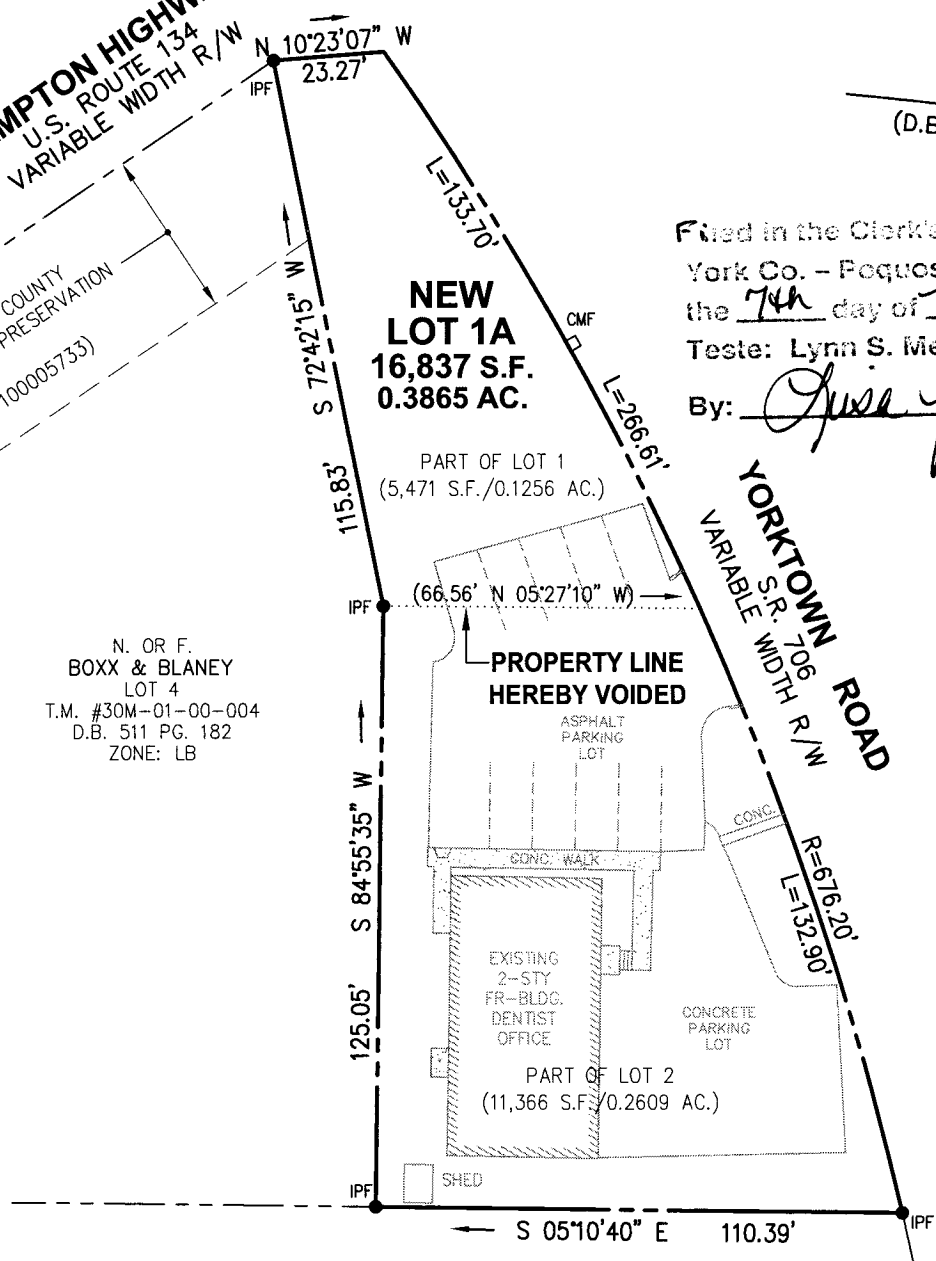 U.S. ROUTE 134
VARIABLE WIDTH R/W
N 10°23'07" W
23.27'
IPF
(D.B
L=133.70'
COUNTY
PRESERVATION
100005733)
S 72°42'15" W
115.83'
NEW
LOT 1A
16,837 S.F.
0.3865 AC.
CMF
Filed in the Clerk's
York Co. – Poquos
the 7th day of
Teste: Lynn S. Me
By:
L=266.61'
PART OF LOT 1
(5,471 S.F./0.1256 AC.)
YORKTOWN ROAD
S.R. 706
VARIABLE WIDTH R/W
IPF
(66.56' N 05°27'10" W)
PROPERTY LINE
HEREBY VOIDED
N. OR F.
BOXX & BLANEY
LOT 4
T.M. #30M-01-00-004
D.B. 511 PG. 182
ZONE: LB
ASPHALT
PARKING
LOT
S 84°55'35" W
125.05'
CONC.
CONC. WALK
R=676.20'
L=132.90'
EXISTING
2-STY
FR-BLDG.
DENTIST
OFFICE
CONCRETE
PARKING
LOT
PART OF LOT 2
(11,366 S.F./0.2609 AC.)
SHED
IPF
S 05°10'40" E 110.39'
IPF